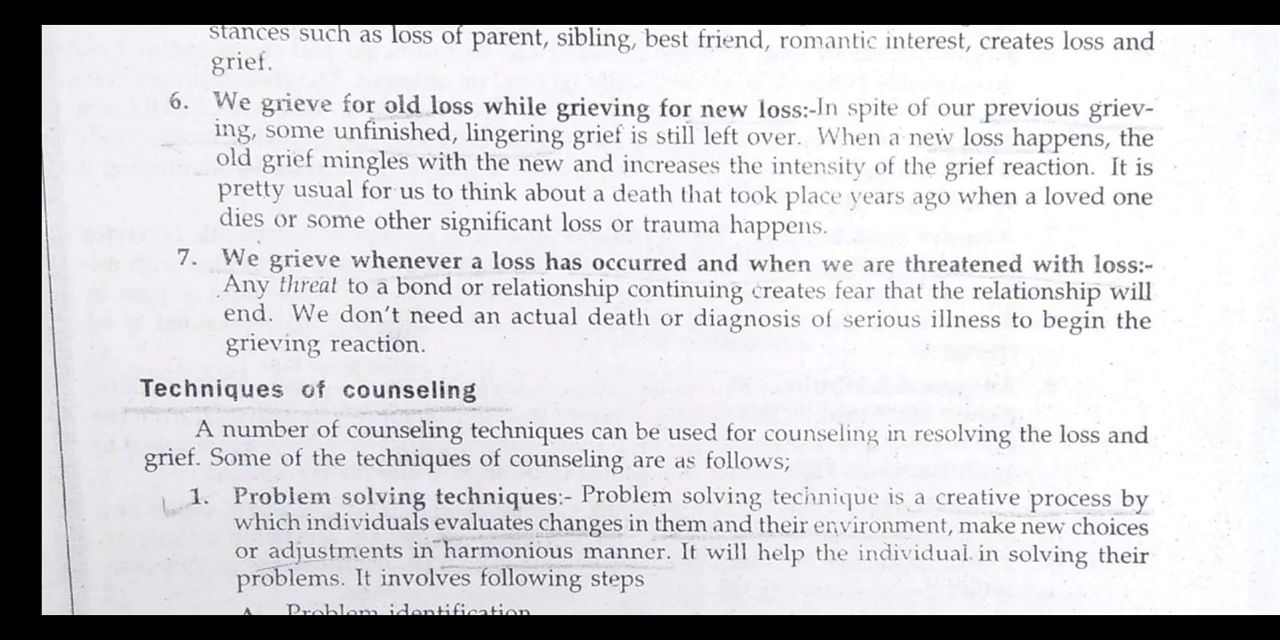 stances such as loss of parent, sibling, best friend, romantic interest, creates loss and
grief.
6. We grieve for old loss while grieving for new loss:-In spite of our previous griev-
ing, some unfinished, lingering grief is still left over. When a new loss happens, the
old grief mingles with the new and increases the intensity of the grief reaction. It is
pretty usual for us to think about a death that took place years ago when a loved one
dies or some other significant loss or trauma happens.
7. We grieve whenever a loss has occurred and when we are threatened with loss:-
Any threat to a bond or relationship continuing creates fear that the relationship will
end. We don't need an actual death or diagnosis of serious illness to begin the
grieving reaction.
Techniques of counseling
A number of counseling techniques can be used for counseling in resolving the loss and
grief. Some of the techniques of counseling are as follows;
1. Problem solving techniques:- Problem solving technique is a creative process by
which individuals evaluates changes in them and their environment, make new choices
or adjustments in harmonious manner. It will help the individual in solving their
problems. It involves following steps
A. Problem identification